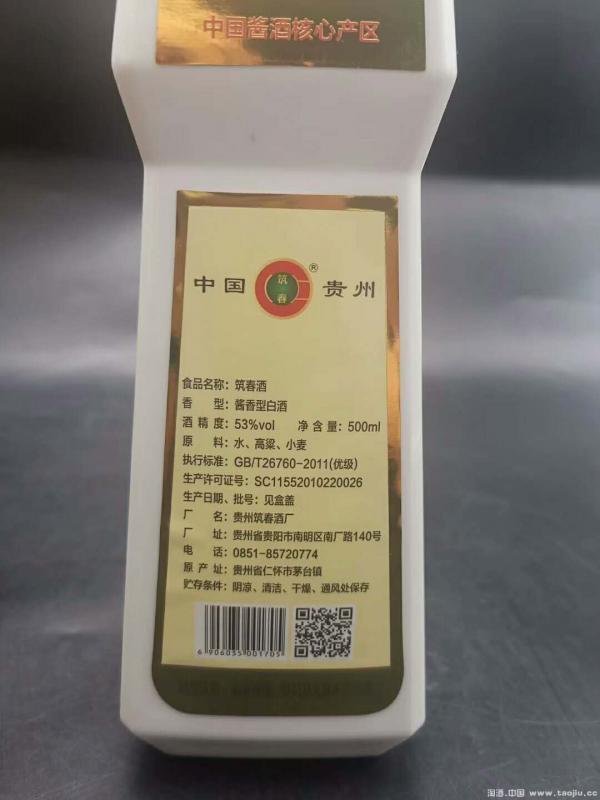 中国酱酒核心产区
中国 筑春 ® 贵州
食品名称：筑春酒
香 型：酱香型白酒
酒 精 度：53%vol 净 含 量：500ml
原 料：水、高粱、小麦
执行标准：GB/T26760-2011(优级)
生产许可证号：SC11552010220026
生产日期、批号：见盒盖
厂 名：贵州筑春酒厂
厂 址：贵州省贵阳市南明区南厂路140号
电 话：0851-85720774
原 产 地：贵州省仁怀市茅台镇
贮存条件：阴凉、清洁、干燥、通风处保存
6 906055 001705
淘酒.中国 www.taojiu.cc